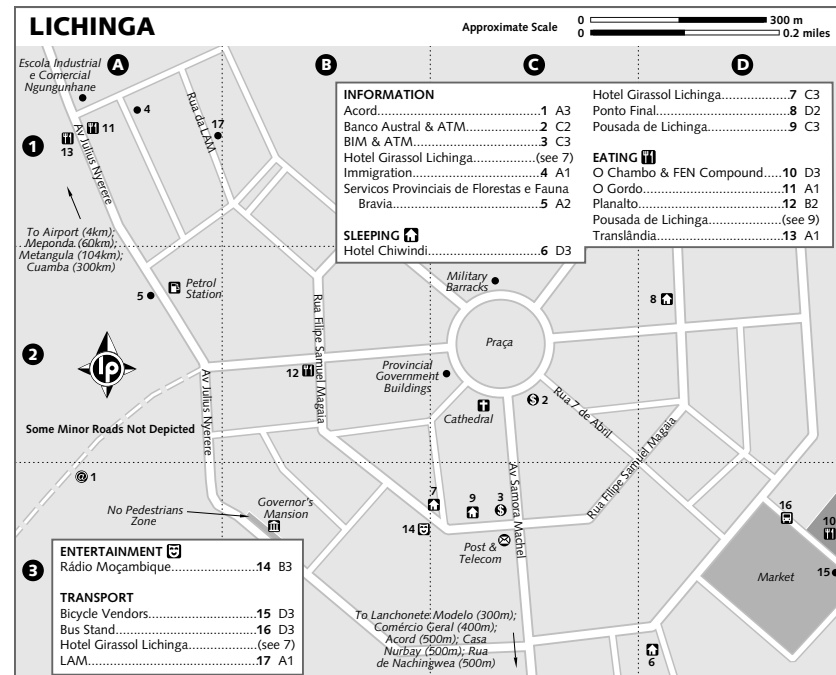 LICHINGA
Approximate Scale
0 300 m
0 0.2 miles
A
B
C
D
1
2
3
Escola Industrial
e Comercial
Ngungunhane
4
17
11
13
Rua da LAM
Av Julius Nyerere
To Airport (4km);
Meponda (60km);
Metangula (104km);
Cuamba (300km)
INFORMATION
Acord..........................1 A3
Banco Austral & ATM..........................2 C2
BIM & ATM..........................3 C3
Hotel Girassol Lichinga..........................(see 7)
Immigration..........................4 A1
Servicos Provinciais de Florestas e Fauna
Bravia..........................5 A2
SLEEPING
Hotel Chiwindi..........................6 D3
Hotel Girassol Lichinga..........................7 C3
Ponto Final..........................8 D2
Pousada de Lichinga..........................9 C3
EATING
O Chambo & FEN Compound.....10 D3
O Gordo..........................11 A1
Planalto..........................12 B2
Pousada de Lichinga..........................(see 9)
Translândia..........................13 A1
Military
Barracks
Petrol
Station
5
8
Rua Filipe Samuel Magaia
Praça
lp
12
Provincial
Government
Buildings
Cathedral
$ 2
Rua 7 de Abril
Av Julius Nyerere
Some Minor Roads Not Depicted
Rua Filipe Samuel Magaia
Av Samora Machel
@ 1
No Pedestrians
Zone
Governor's
Mansion
7
9
3
$
14
Post &
Telecom
16
10
15
Market
ENTERTAINMENT
Rádio Moçambique..........................14 B3
TRANSPORT
Bicycle Vendors..........................15 D3
Bus Stand..........................16 D3
Hotel Girassol Lichinga..........................(see 7)
LAM..........................17 A1
To Lanchonete Modelo (300m);
Comércio Geral (400m);
Acord (500m); Casa
Nurbay (500m); Rua
de Nachingwea (500m)
6